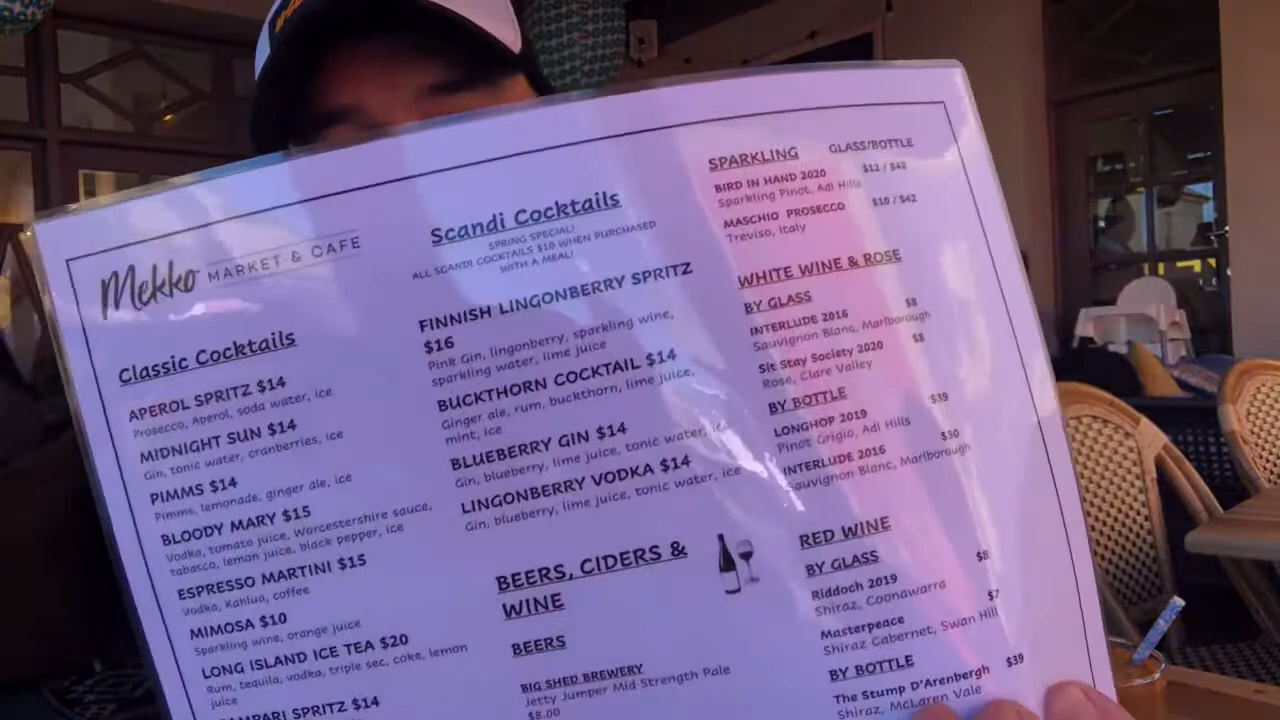 Mekko MARKET & CAFE
Classic Cocktails
APEROL SPRITZ $14
Prosecco, Aperol, soda water, ice
MIDNIGHT SUN $14
Gin, tonic water, cranberries, ice
PIMMS $14
Pimms, lemonade, ginger ale, ice
BLOODY MARY $15
Vodka, tomato juice, Worcestershire sauce,
tabasco, lemon juice, black pepper, ice
ESPRESSO MARTINI $15
Vodka, Kahlua, coffee
MIMOSA $10
Sparkling wine, orange juice
LONG ISLAND ICE TEA $20
Rum, tequila, vodka, triple sec, coke, lemon
juice
CAMPARI SPRITZ $14
Scandi Cocktails
SPRING SPECIAL!
ALL SCANDI COCKTAILS $10 WHEN PURCHASED
WITH A MEAL!
FINNISH LINGONBERRY SPRITZ
$16
Pink Gin, lingonberry, sparkling wine,
sparkling water, lime juice
BUCKTHORN COCKTAIL $14
Ginger ale, rum, buckthorn, lime juice,
mint, ice
BLUEBERRY GIN $14
Gin, blueberry, lime juice, tonic water, ice
LINGONBERRY VODKA $14
Gin, blueberry, lime juice, tonic water, ice
BEERS, CIDERS &
WINE
BEERS
BIG SHED BREWERY
Jetty Jumper Mid Strength Pale
$8.00
SPARKLING GLASS/BOTTLE
BIRD IN HAND 2020 $12 / $48
Sparkling Pinot, Adl Hills
MASCHIO PROSECCO $10 / $42
Treviso, Italy
WHITE WINE & ROSE
BY GLASS
INTERLUDE 2016 $8
Sauvignon Blanc, Marlborough
Sit Stay Society 2020 $8
Rose, Clare Valley
BY BOTTLE
LONGHOP 2019 $39
Pinot Grigio, Adl Hills
INTERLUDE 2016 $30
Sauvignon Blanc, Marlborough
RED WINE
BY GLASS
Riddoch 2019 $8
Shiraz, Coonawarra
Masterpeace $7
Shiraz Cabernet, Swan Hill
BY BOTTLE
The Stump D'Arenbergh $39
Shiraz, McLaren Vale